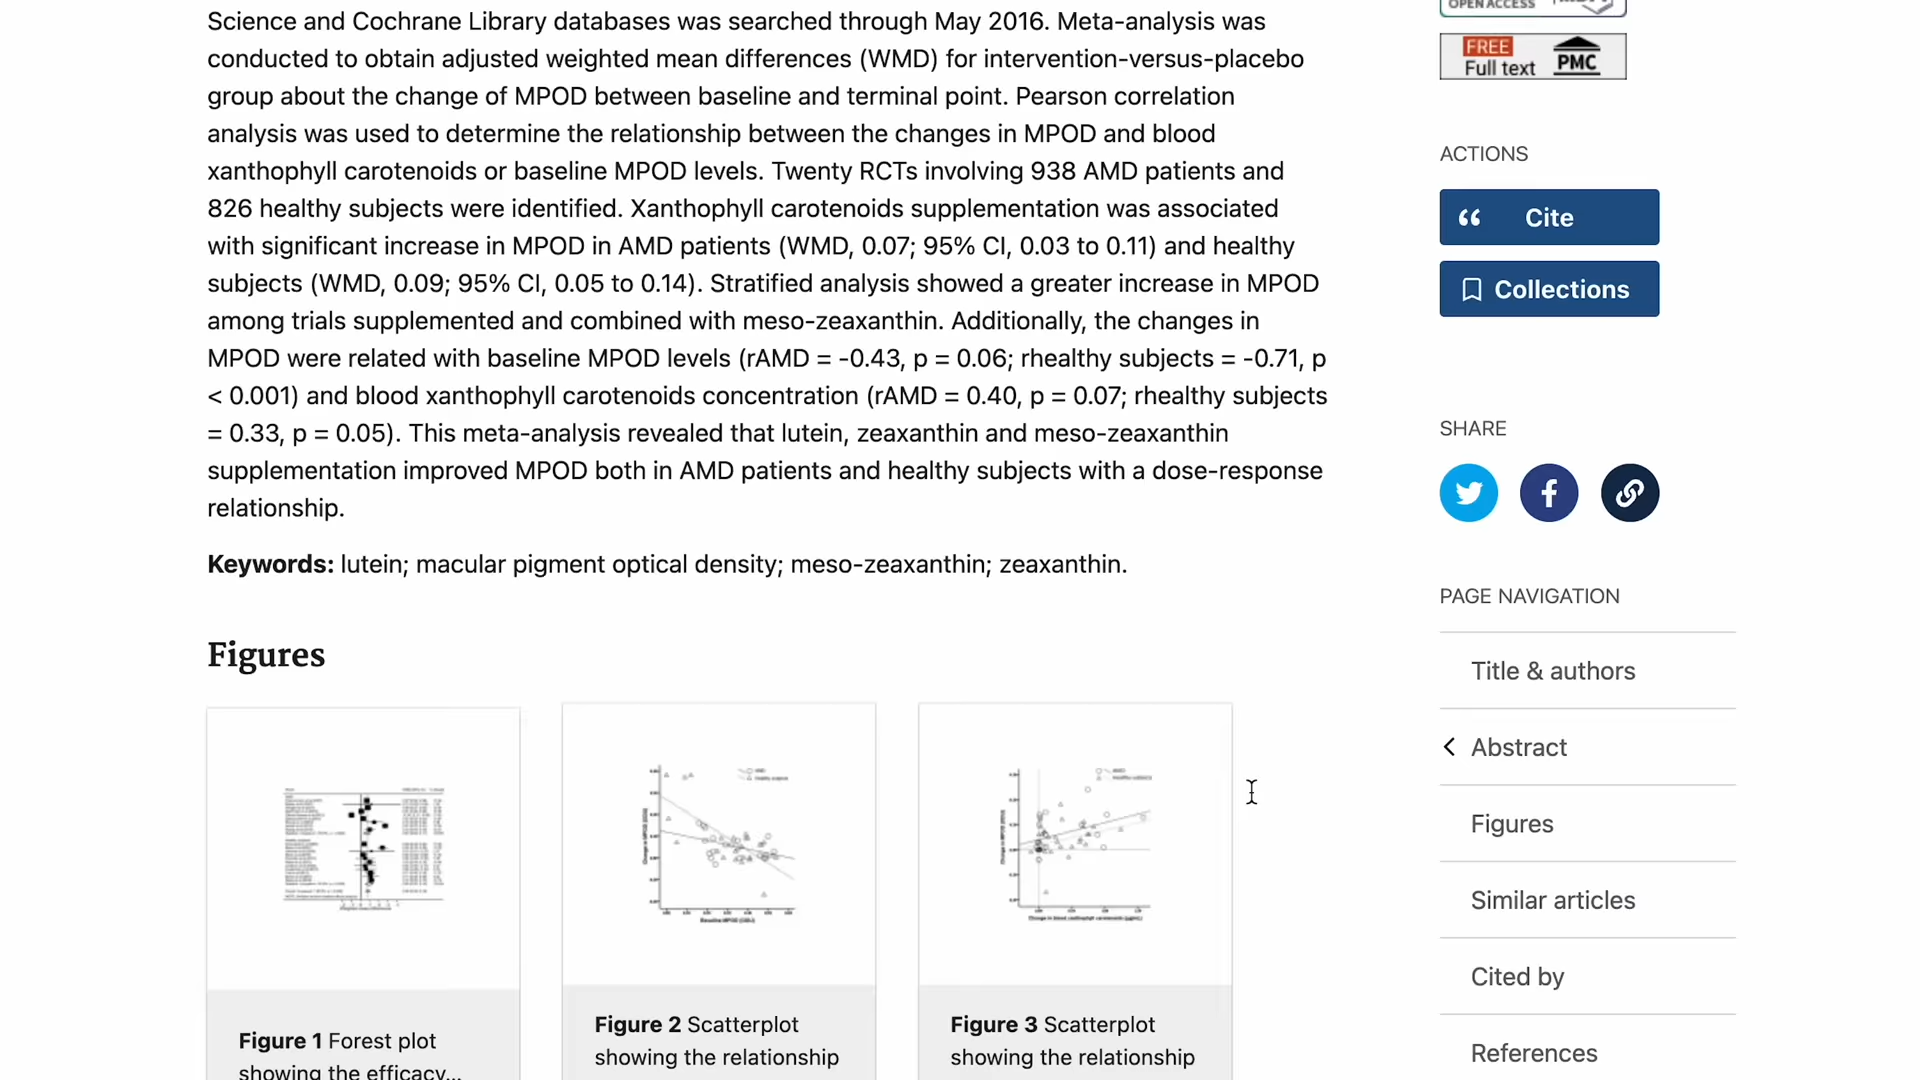 Science and Cochrane Library databases was searched through May 2016. Meta-analysis was
conducted to obtain adjusted weighted mean differences (WMD) for intervention-versus-placebo
group about the change of MPOD between baseline and terminal point. Pearson correlation
analysis was used to determine the relationship between the changes in MPOD and blood
xanthophyll carotenoids or baseline MPOD levels. Twenty RCTs involving 938 AMD patients and
826 healthy subjects were identified. Xanthophyll carotenoids supplementation was associated
with significant increase in MPOD in AMD patients (WMD, 0.07; 95% CI, 0.03 to 0.11) and healthy
subjects (WMD, 0.09; 95% CI, 0.05 to 0.14). Stratified analysis showed a greater increase in MPOD
among trials supplemented and combined with meso-zeaxanthin. Additionally, the changes in
MPOD were related with baseline MPOD levels (rAMD = -0.43, p = 0.06; rhealthy subjects = -0.71, p
< 0.001) and blood xanthophyll carotenoids concentration (rAMD = 0.40, p = 0.07; rhealthy subjects
= 0.33, p = 0.05). This meta-analysis revealed that lutein, zeaxanthin and meso-zeaxanthin
supplementation improved MPOD both in AMD patients and healthy subjects with a dose-response
relationship.
Keywords: lutein; macular pigment optical density; meso-zeaxanthin; zeaxanthin.
Figures
Figure 1 Forest plot
showing the efficacy...
Figure 2 Scatterplot
showing the relationship
Figure 3 Scatterplot
showing the relationship
OPEN ACCESS
FREE
Full text
PMC
ACTIONS
Cite
Collections
SHARE
PAGE NAVIGATION
Title & authors
Abstract
Figures
Similar articles
Cited by
References